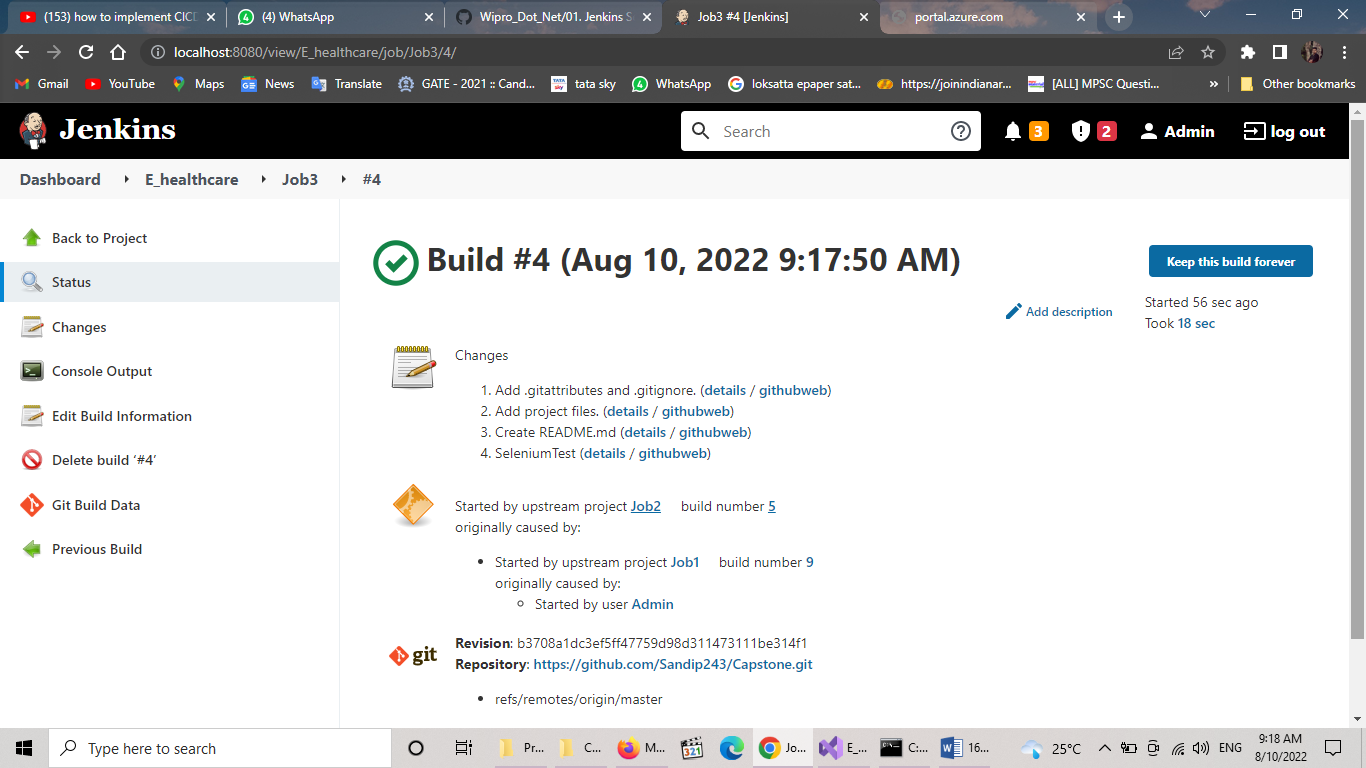 (153) how to implement CICD
(4) WhatsApp
Wipro_Dot_Net/01. Jenkins S
Job3 #4 [Jenkins]
portal.azure.com
localhost:8080/view/E_healthcare/job/Job3/4/
Gmail
YouTube
Maps
News
Translate
GATE - 2021 :: Cand...
tata sky
WhatsApp
loksatta epaper sat...
https://joinindianar...
[ALL] MPSC Questi...
»
Other bookmarks
Jenkins
Search
3
2
Admin
log out
Dashboard
E_healthcare
Job3
#4
Back to Project
Status
Changes
Console Output
Edit Build Information
Delete build ‘#4’
Git Build Data
Previous Build
Build #4 (Aug 10, 2022 9:17:50 AM)
Keep this build forever
Add description
Started 56 sec ago
Took 18 sec
Changes
1. Add .gitattributes and .gitignore. (details / githubweb)
2. Add project files. (details / githubweb)
3. Create README.md (details / githubweb)
4. SeleniumTest (details / githubweb)
Started by upstream project Job2 build number 5
originally caused by:
Started by upstream project Job1 build number 9
originally caused by:
Started by user Admin
git
Revision: b3708a1dc3ef5ff47759d98d311473111be314f1
Repository: https://github.com/Sandip243/Capstone.git
refs/remotes/origin/master
Type here to search
Pr...
C...
M...
321
Jo...
E_...
C:...
16...
25°C
ENG
9:18 AM
8/10/2022